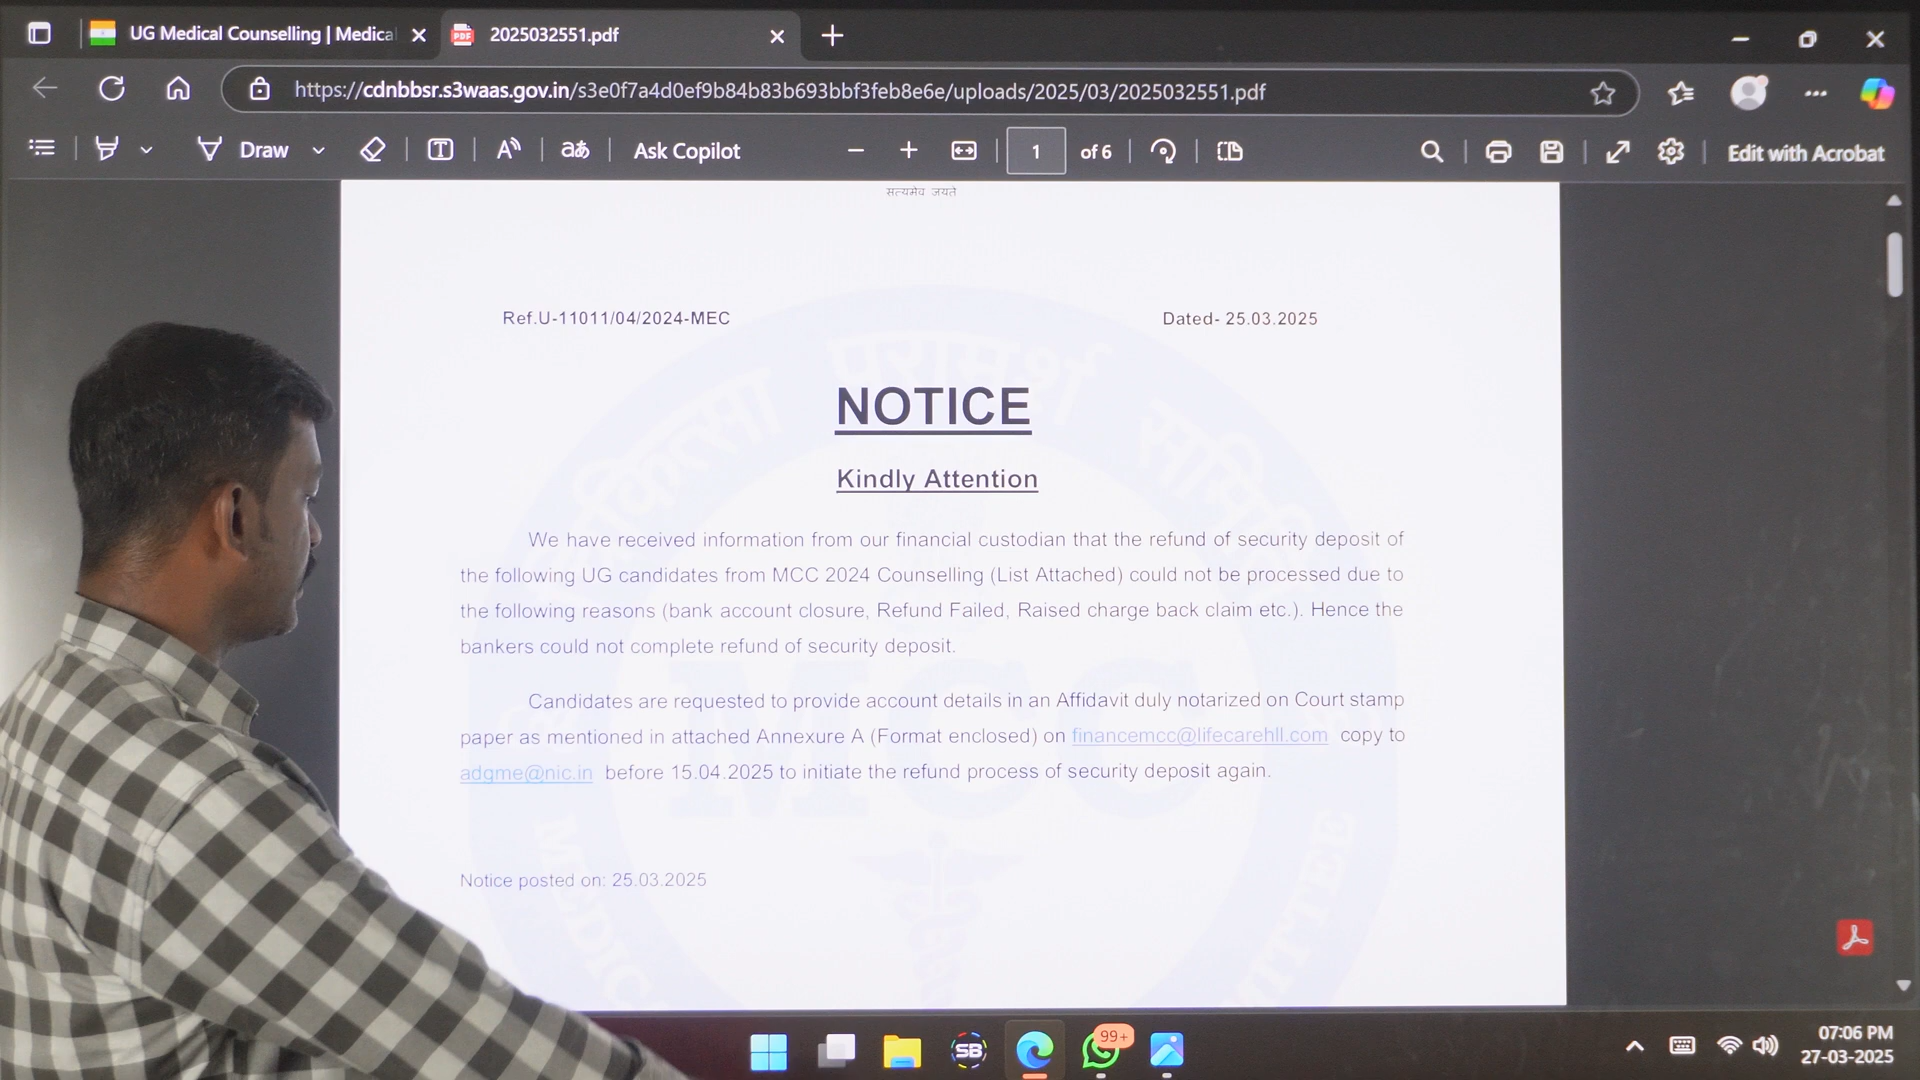 UG Medical Counselling | Medica
2025032551.pdf
https://cdnbbsr.s3waas.gov.in/s3e0f7a4d0ef9b84b83b693bbf3feb8e6e/uploads/2025/03/2025032551.pdf
Draw
Ask Copilot
1 of 6
Edit with Acrobat
सत्यमेव जयते
Ref.U-11011/04/2024-MEC
Dated- 25.03.2025
NOTICE
Kindly Attention
We have received information from our financial custodian that the refund of security deposit of
the following UG candidates from MCC 2024 Counselling (List Attached) could not be processed due to
the following reasons (bank account closure, Refund Failed, Raised charge back claim etc.). Hence the
bankers could not complete refund of security deposit.
Candidates are requested to provide account details in an Affidavit duly notarized on Court stamp
paper as mentioned in attached Annexure A (Format enclosed) on financemcc@lifecarehll.com copy to
adgme@nic.in before 15.04.2025 to initiate the refund process of security deposit again.
Notice posted on: 25.03.2025
MCC
99+
SB
07:06 PM
27-03-2025